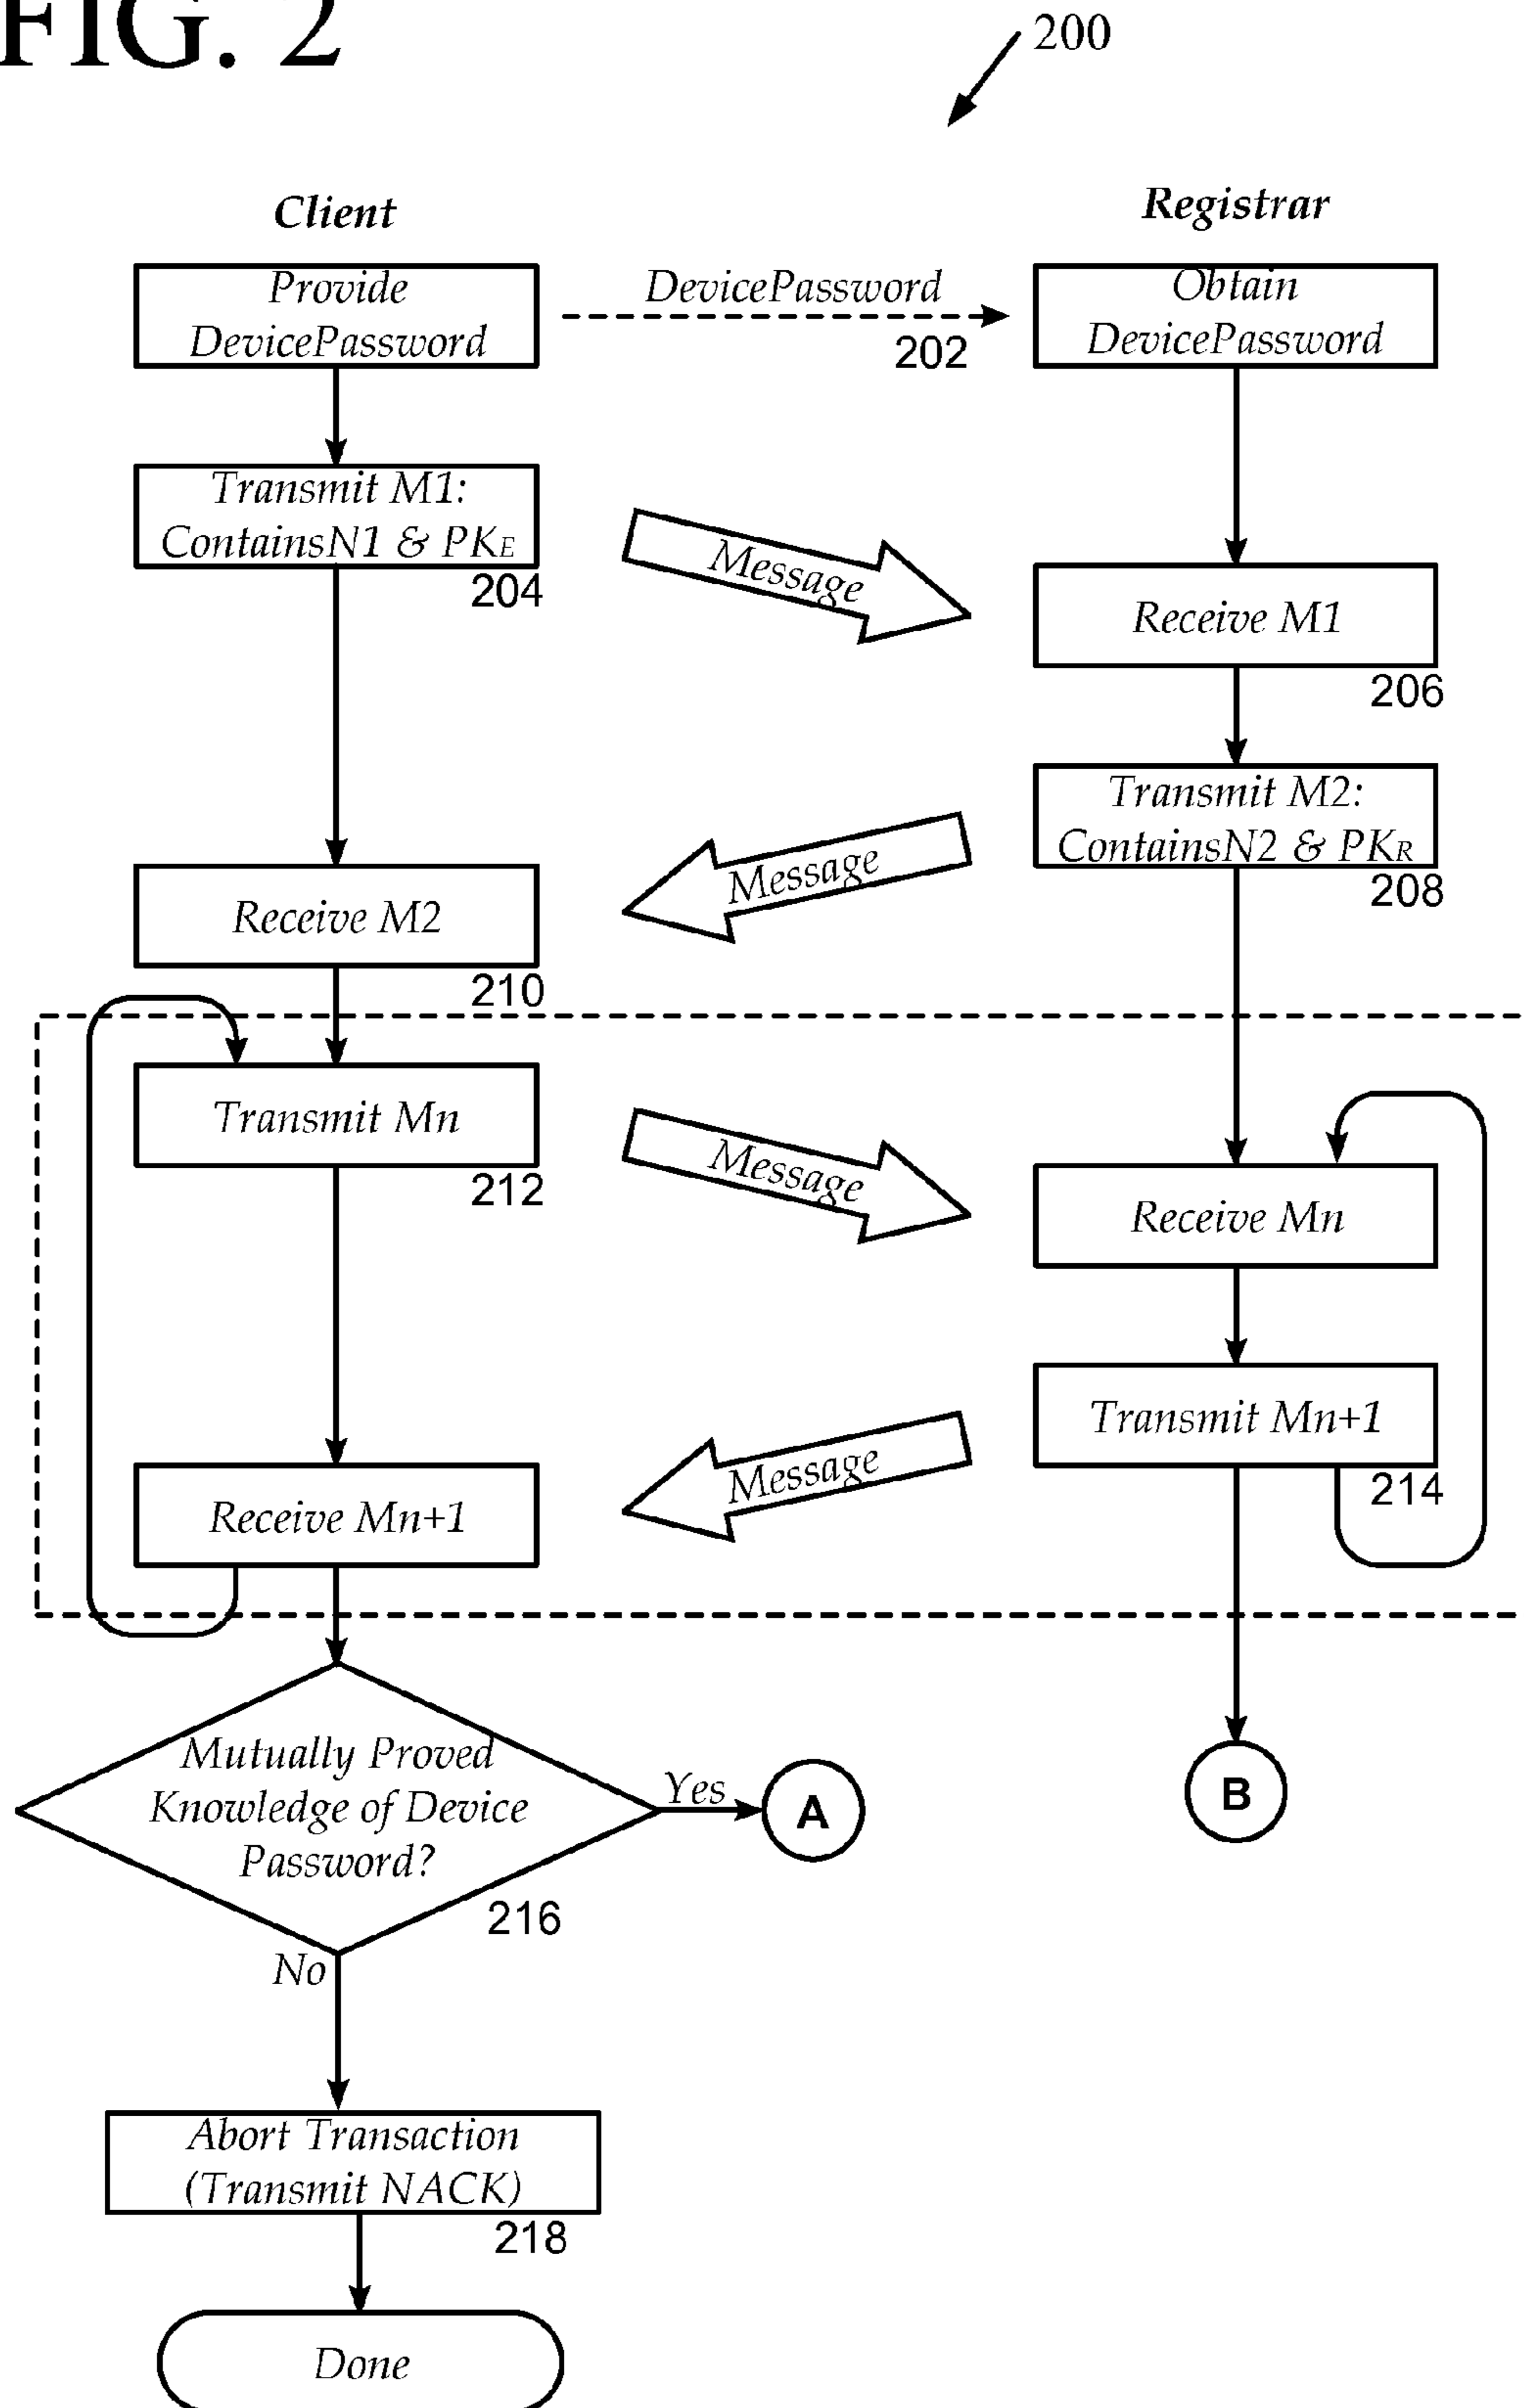 FIG. 2
200
Client
Registrar
Provide
DevicePassword
DevicePassword
202
Obtain
DevicePassword
Transmit M1:
ContainsN1 & PKE
204
Message
Receive M1
206
Transmit M2:
ContainsN2 & PKR
208
Message
Receive M2
210
Transmit Mn
212
Message
Receive Mn
Transmit Mn+1
214
Message
Receive Mn+1
Mutually Proved
Knowledge of Device
Password?
216
Yes
A
B
No
Abort Transaction
(Transmit NACK)
218
Done